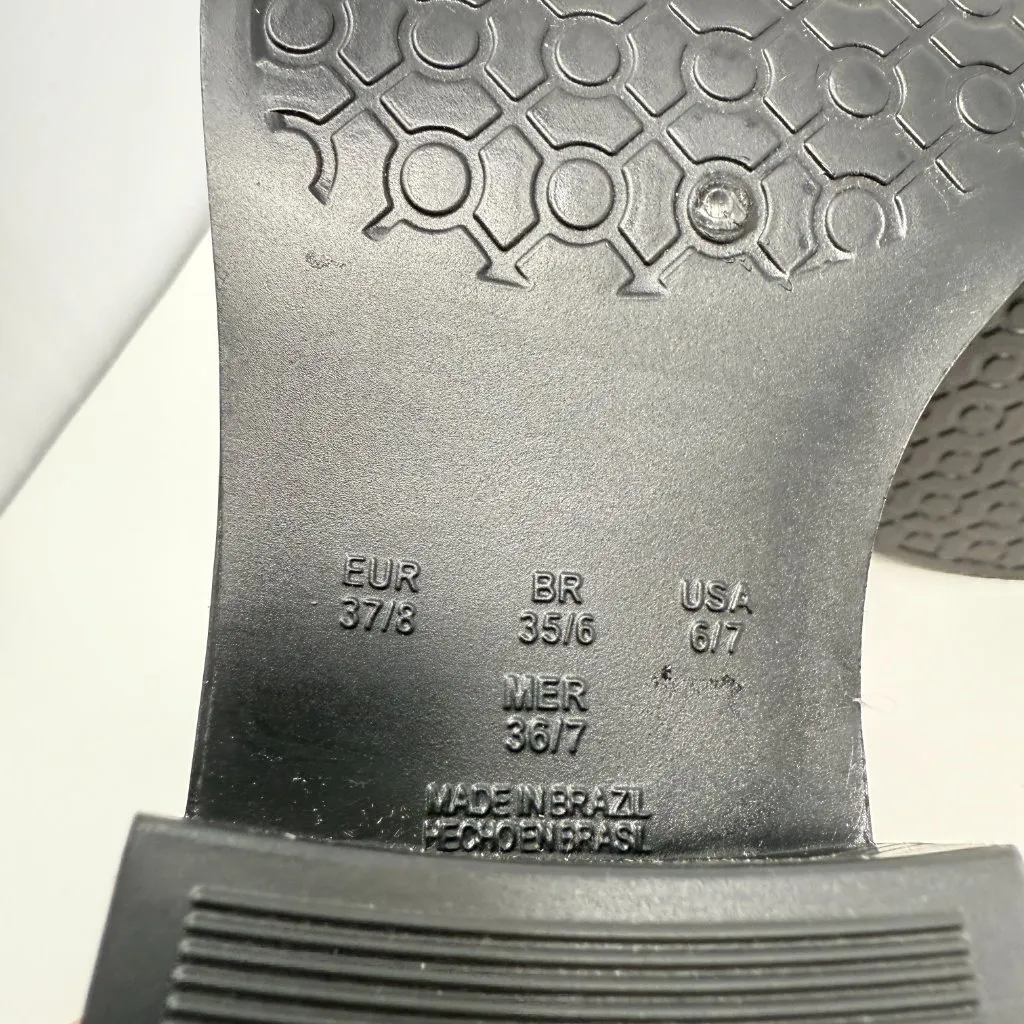 EUR BR USA
37/8 35/6 6/7
MER
36/7
MADE IN BRAZIL
HECHO EN BRASIL